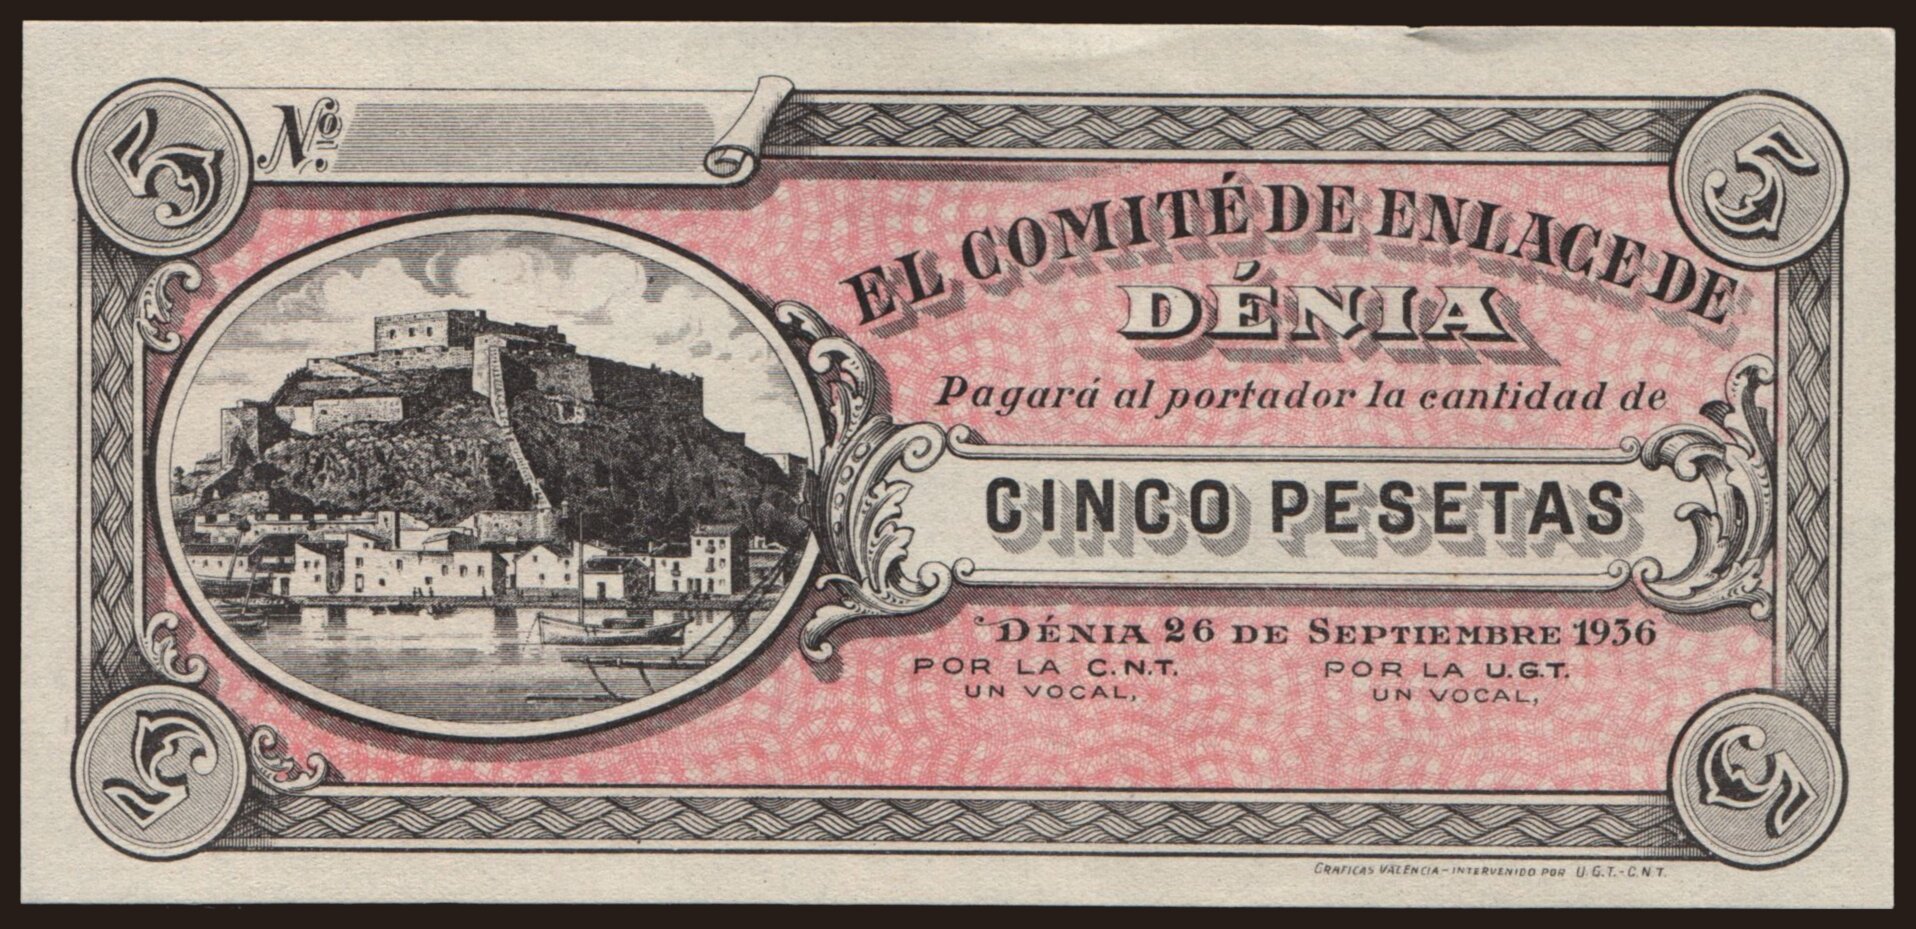 5
Nº
5
EL COMITÉ DE ENLACE DE
DÉNIA
Pagará al portador la cantidad de
CINCO PESETAS
DÉNIA 26 DE SEPTIEMBRE 1936
POR LA C.N.T.
UN VOCAL,
POR LA U.G.T.
UN VOCAL,
5
5
GRAFICAS VALENCIA-INTERVENIDO POR U.G.T.-C.N.T.